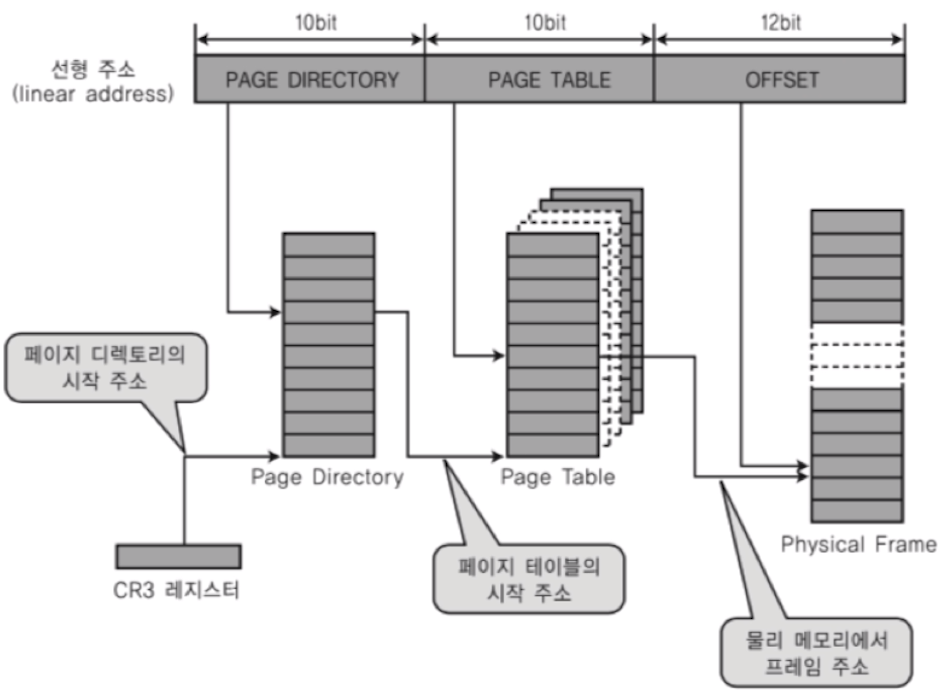 10bit
10bit
12bit
선형 주소
(linear address)
PAGE DIRECTORY
PAGE TABLE
OFFSET
페이지 디렉토리의
시작 주소
Page Directory
Page Table
CR3 레지스터
페이지 테이블의
시작 주소
Physical Frame
물리 메모리에서
프레임 주소